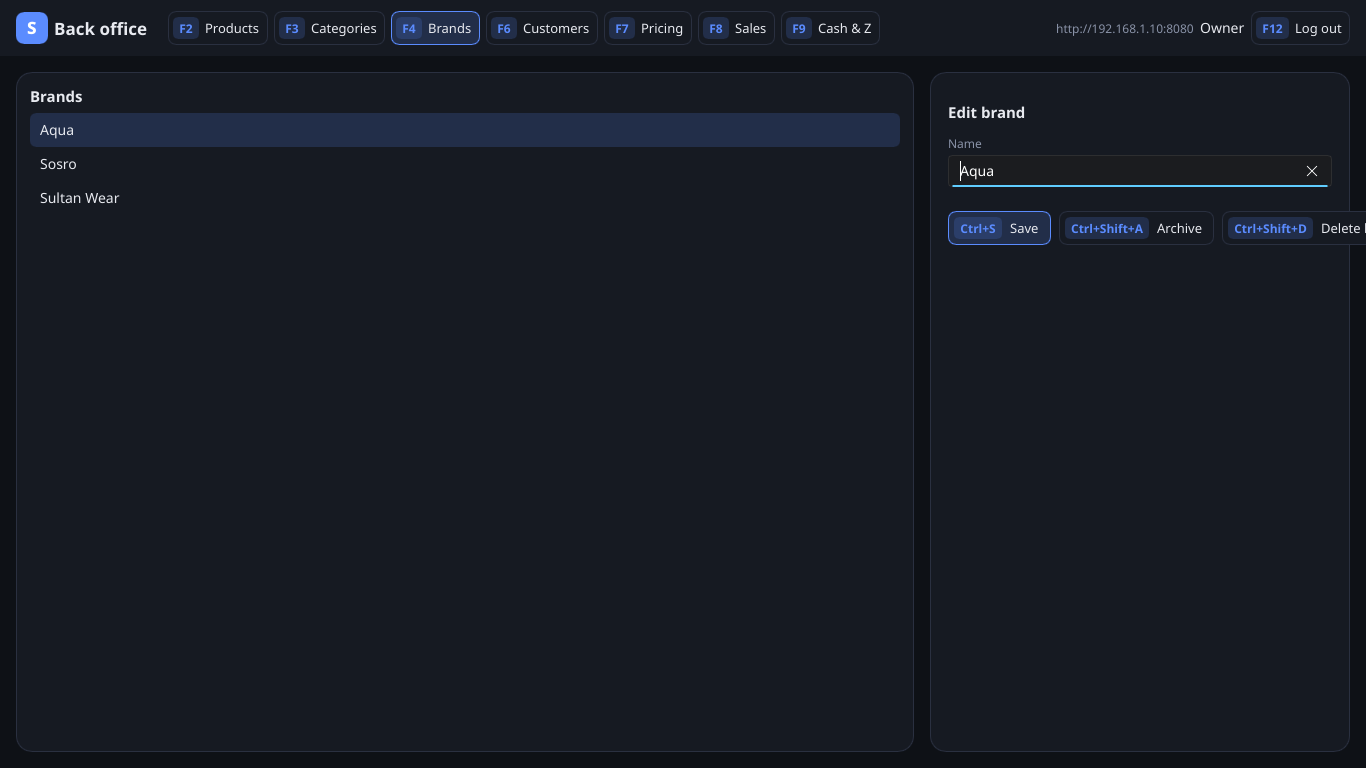 S Back office F2 Products F3 Categories F4 Brands F6 Customers F7 Pricing F8 Sales F9 Cash & Z http://192.168.1.10:8080 Owner F12 Log out
Brands
Aqua
Sosro
Sultan Wear
Edit brand
Name
Aqua
Ctrl+S Save Ctrl+Shift+A Archive Ctrl+Shift+D Delete